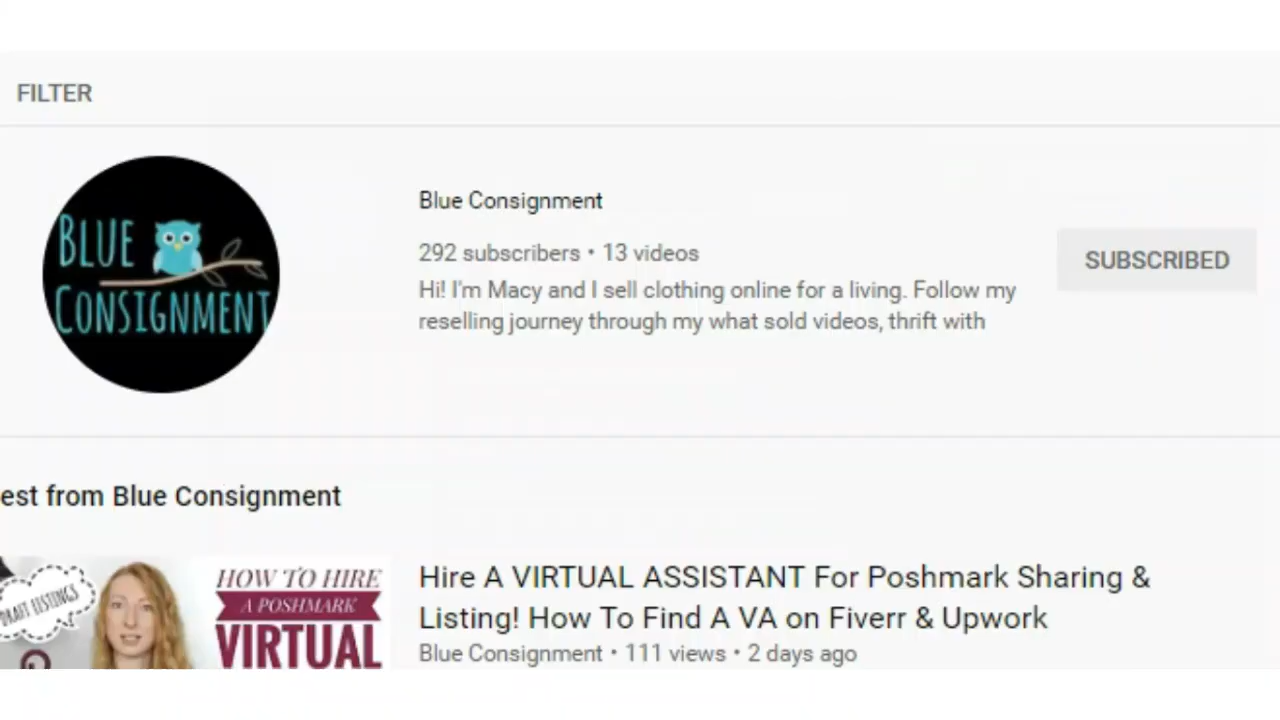 FILTER
BLUE
CONSIGNMENT
Blue Consignment
292 subscribers • 13 videos
Hi! I'm Macy and I sell clothing online for a living. Follow my
reselling journey through my what sold videos, thrift with
SUBSCRIBED
est from Blue Consignment
DRAFT LISTINGS
HOW TO HIRE
A POSHMARK
VIRTUAL
Hire A VIRTUAL ASSISTANT For Poshmark Sharing &
Listing! How To Find A VA on Fiverr & Upwork
Blue Consignment • 111 views • 2 days ago